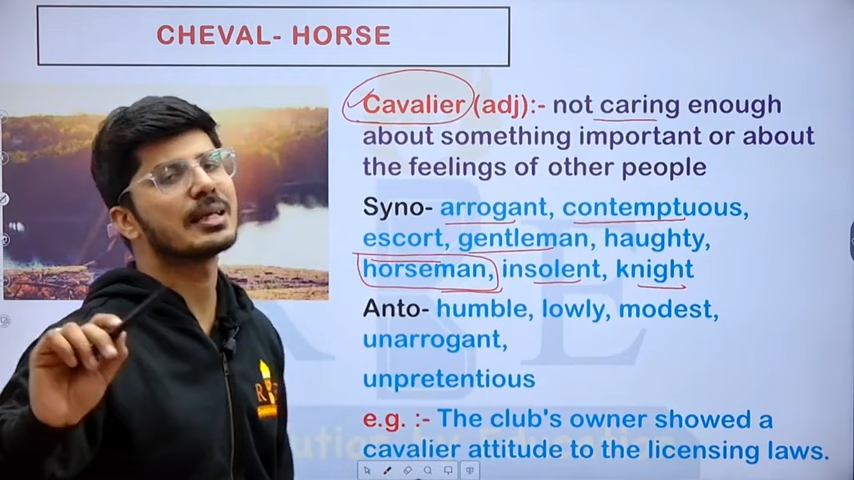 CHEVAL- HORSE
Cavalier (adj):- not caring enough
about something important or about
the feelings of other people
Syno- arrogant, contemptuous,
escort, gentleman, haughty,
horseman, insolent, knight
Anto- humble, lowly, modest,
unarrogant,
unpretentious
e.g. :- The club's owner showed a
cavalier attitude to the licensing laws.